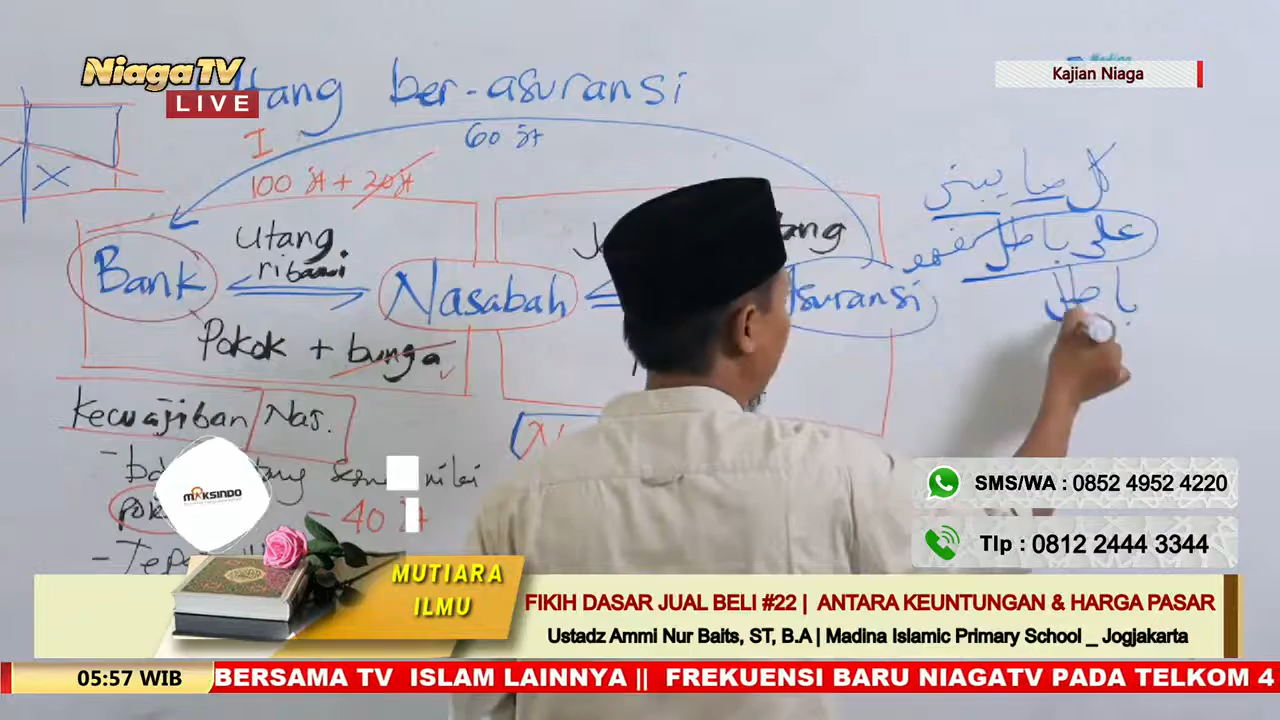 NiagaTV
LIVE
Kajian Niaga
Utang ber-asuransi
I
60 jt
100 jt + 20 jt
كل ما يبنى
على باطل فهو
باطل
Utang
ribawi
Bank
Nasabah
Asuransi
Pokok + bunga
Kewajiban Nas.
nilai
- 40 jt
MAKSINDO
SMS/WA : 0852 4952 4220
Tlp : 0812 2444 3344
MUTIARA
ILMU
FIKIH DASAR JUAL BELI #22 | ANTARA KEUNTUNGAN & HARGA PASAR
Ustadz Ammi Nur Baits, ST, B.A | Madina Islamic Primary School _ Jogjakarta
05:57 WIB
BERSAMA TV ISLAM LAINNYA || FREKUENSI BARU NIAGATV PADA TELKOM 4